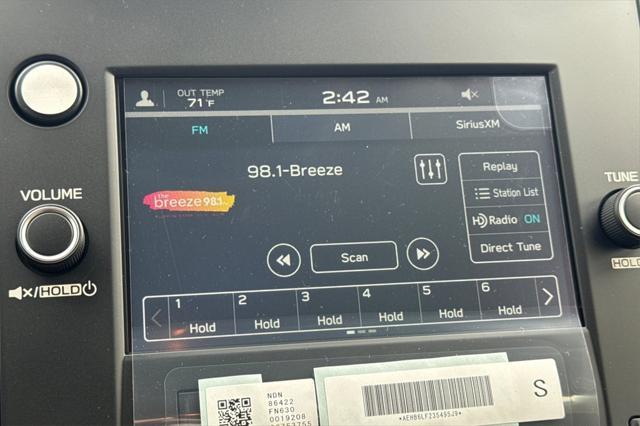 OUT TEMP
71°F
2:42 AM
FM
AM
SiriusXM
98.1-Breeze
Replay
Station List
HD Radio ON
Direct Tune
the
breeze 98.1
Scan
1
Hold
2
Hold
3
Hold
4
Hold
5
Hold
6
Hold
VOLUME
/HOLD
TUNE
HOLD
NDN
86422
FN630
0019208
S